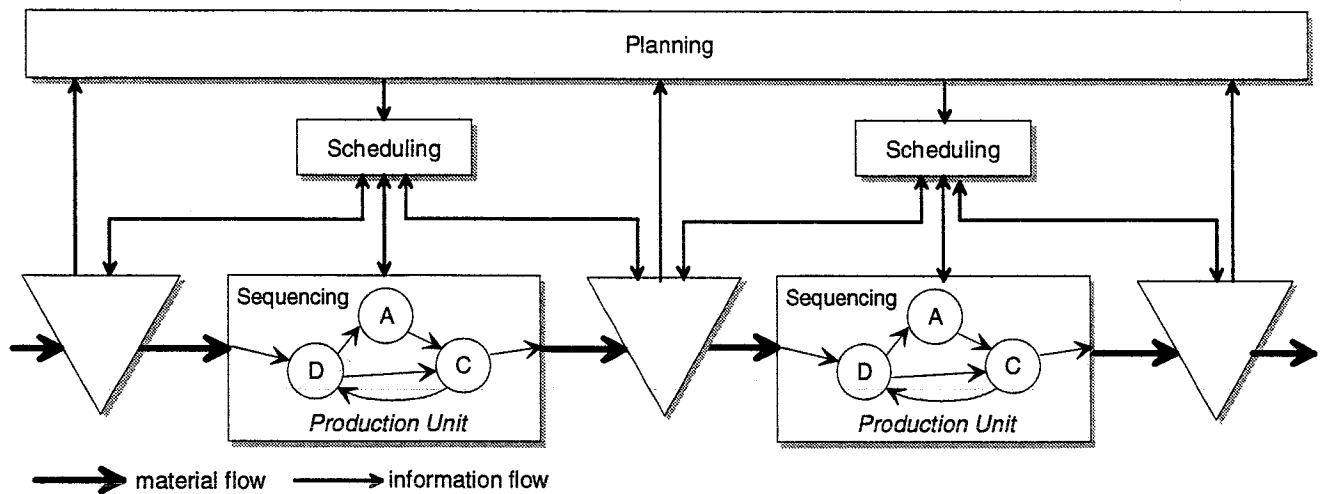 Planning
Scheduling
Scheduling
Sequencing
A
D
C
Production Unit
Sequencing
A
D
C
Production Unit
material flow
information flow